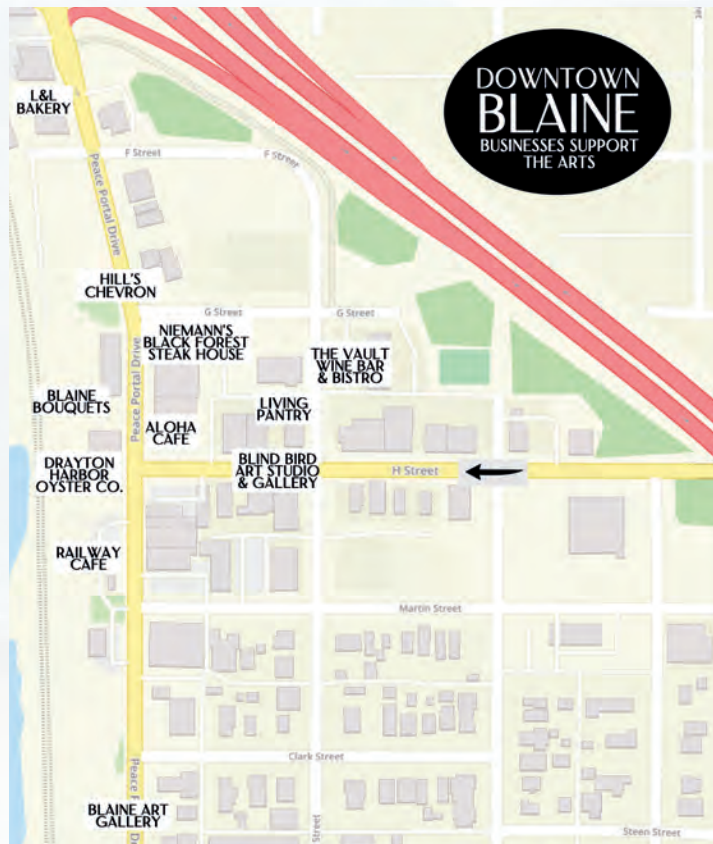 DOWNTOWN
BLAINE
BUSINESSES SUPPORT
THE ARTS
L&L
BAKERY
F Street
F Street
Peace Portal Drive
HILL'S
CHEVRON
G Street
G Street
NIEMANN'S
BLACK FOREST
STEAK HOUSE
THE VAULT
WINE BAR
& BISTRO
Peace Portal Drive
BLAINE
BOUQUETS
LIVING
PANTRY
ALOHA
CAFE
DRAYTON
HARBOR
OYSTER CO.
BLIND BIRD
ART STUDIO
& GALLERY
H Street
RAILWAY
CAFE
Martin Street
Clark Street
Peace P
BLAINE ART
GALLERY
Street
Steen Street